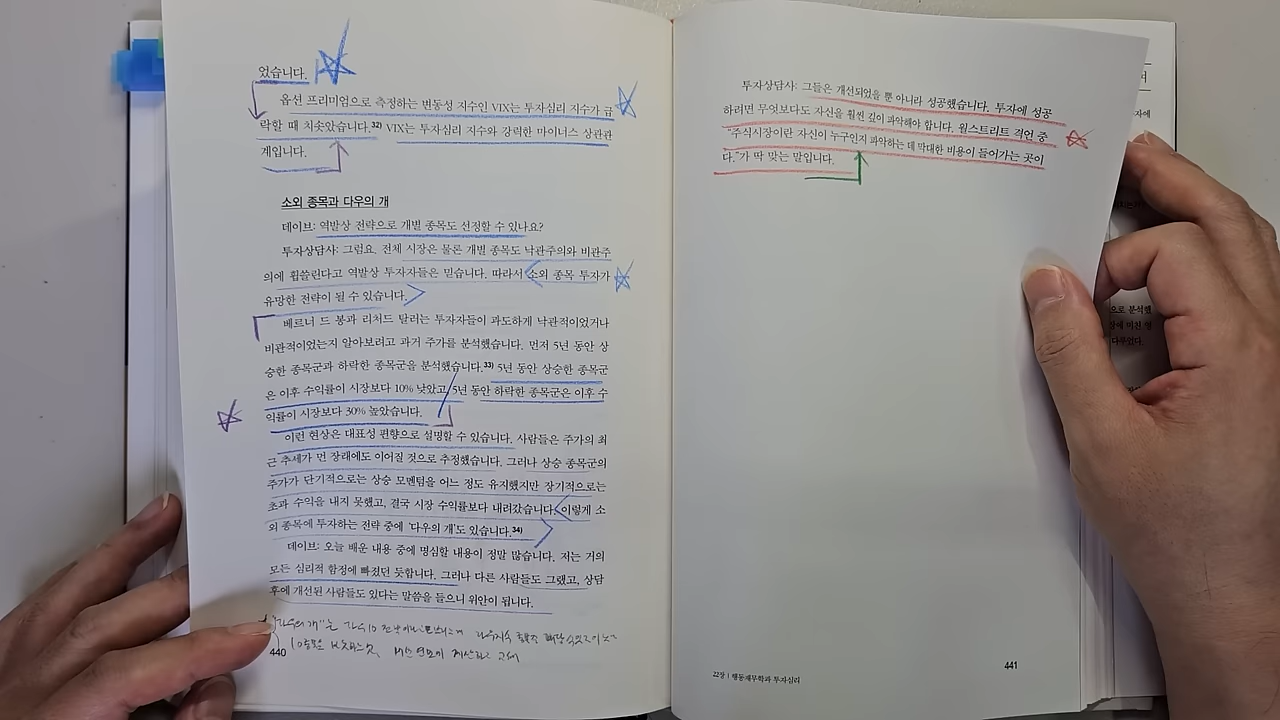 었습니다.
옵션 프리미엄으로 측정하는 변동성 지수인 VIX는 투자심리 지수가 급
락할 때 치솟았습니다.32) VIX는 투자심리 지수와 강력한 마이너스 상관관
계입니다.
소외 종목과 다우의 개
데이브: 역발상 전략으로 개별 종목도 선정할 수 있나요?
투자상담사: 그럼요. 전체 시장은 물론 개별 종목도 낙관주의와 비관주
의에 휩쓸린다고 역발상 투자자들은 믿습니다. 따라서 소외 종목 투자가
유망한 전략이 될 수 있습니다.
베르너 드 봉과 리처드 탈러는 투자자들이 과도하게 낙관적이었거나
비관적이었는지 알아보려고 과거 주가를 분석했습니다. 먼저 5년 동안 상
승한 종목군과 하락한 종목군을 분석했습니다.33) 5년 동안 상승한 종목군
은 이후 수익률이 시장보다 10% 낮았고, 5년 동안 하락한 종목군은 이후 수
익률이 시장보다 30% 높았습니다.
이런 현상은 대표성 편향으로 설명할 수 있습니다. 사람들은 주가의 최
근 추세가 먼 장래에도 이어질 것으로 추정했습니다. 그러나 상승 종목군의
주가가 단기적으로는 상승 모멘텀을 어느 정도 유지했지만 장기적으로는
초과 수익을 내지 못했고, 결국 시장 수익률보다 내려갔습니다. 이렇게 소
외 종목에 투자하는 전략 중에 '다우의 개'도 있습니다.34)
데이브: 오늘 배운 내용 중에 명심할 내용이 정말 많습니다. 저는 거의
모든 심리적 함정에 빠졌던 듯합니다. 그러나 다른 사람들도 그랬고, 상담
후에 개선된 사람들도 있다는 말씀을 들으니 위안이 됩니다.
"다우의 개"는 다우10
10종목
440
투자상담사: 그들은 개선되었을 뿐 아니라 성공했습니다. 투자에 성공
하려면 무엇보다도 자신을 훨씬 깊이 파악해야 합니다. 월스트리트 격언 중
"주식시장이란 자신이 누구인지 파악하는 데 막대한 비용이 들어가는 곳이
다."가 딱 맞는 말입니다.
22장 | 행동재무학과 투자심리
441
으로 분석했
장에 미친 영
다루었다.